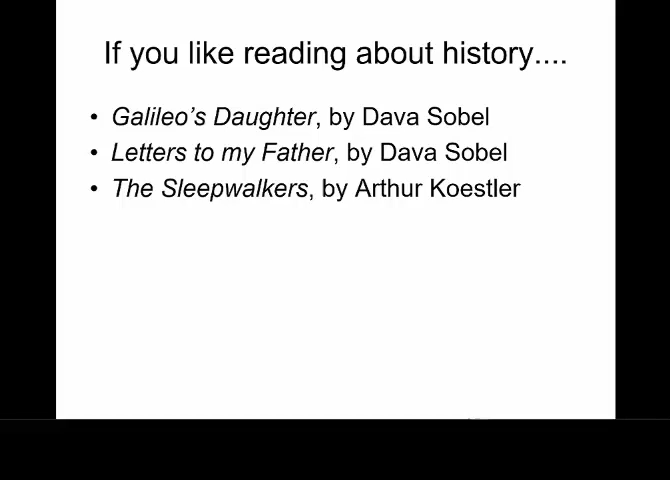 If you like reading about history....
• Galileo's Daughter, by Dava Sobel
• Letters to my Father, by Dava Sobel
• The Sleepwalkers, by Arthur Koestler